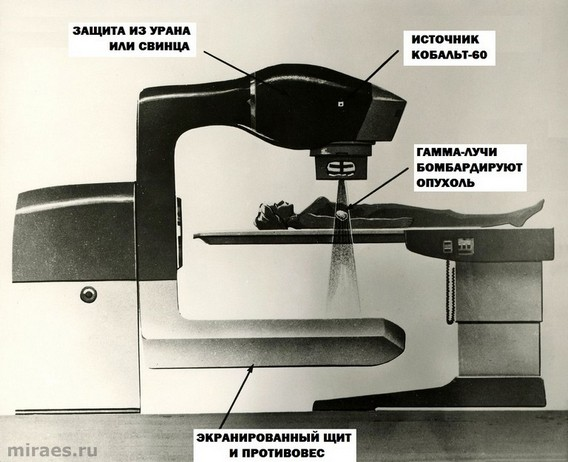 ЗАЩИТА ИЗ УРАНА
ИЛИ СВИНЦА
ИСТОЧНИК
КОБАЛЬТ-60
ГАММА-ЛУЧИ
БОМБАРДИРУЮТ
ОПУХОЛЬ
ЭКРАНИРОВАННЫЙ ЩИТ
И ПРОТИВОВЕС
miraes.ru